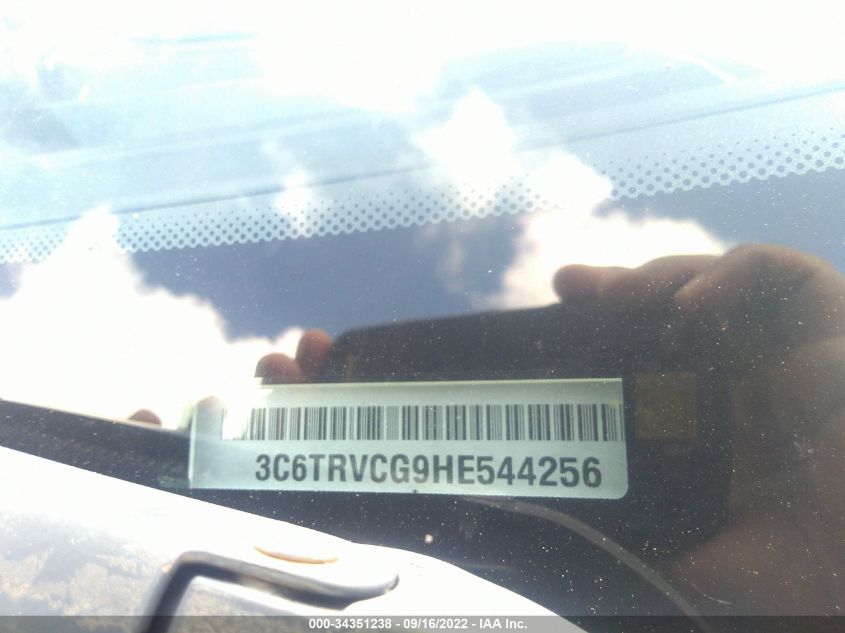 3C6TRVCG9HE544256
000-34351238 - 09/16/2022 - IAA Inc.